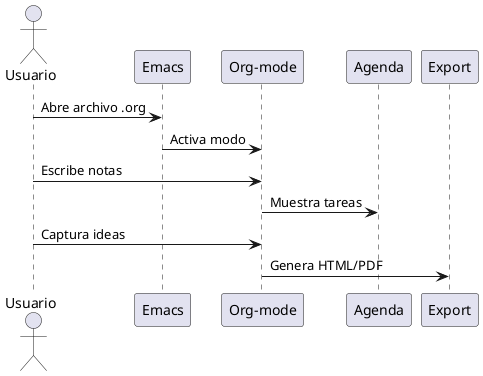 Usuario
Emacs
Org-mode
Agenda
Export
Abre archivo .org
Activa modo
Escribe notas
Muestra tareas
Captura ideas
Genera HTML/PDF
Usuario
Emacs
Org-mode
Agenda
Export